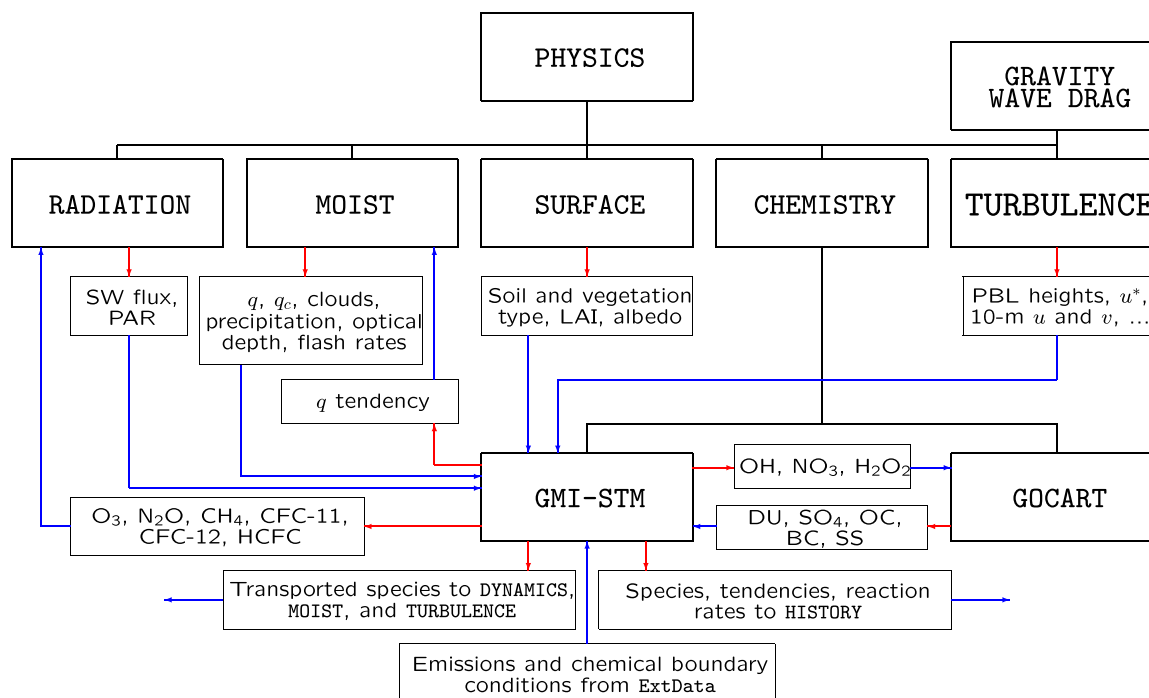 PHYSICS
GRAVITY
WAVE DRAG
RADIATION
MOIST
SURFACE
CHEMISTRY
TURBULENCE
SW flux,
PAR
q, q_c, clouds,
precipitation, optical
depth, flash rates
Soil and vegetation
type, LAI, albedo
PBL heights, u*,
10-m u and v, ...
q tendency
GMI-STM
OH, NO₃, H₂O₂
GOCART
O₃, N₂O, CH₄, CFC-11,
CFC-12, HCFC
DU, SO₄, OC,
BC, SS
Transported species to DYNAMICS,
MOIST, and TURBULENCE
Species, tendencies, reaction
rates to HISTORY
Emissions and chemical boundary
conditions from ExtData